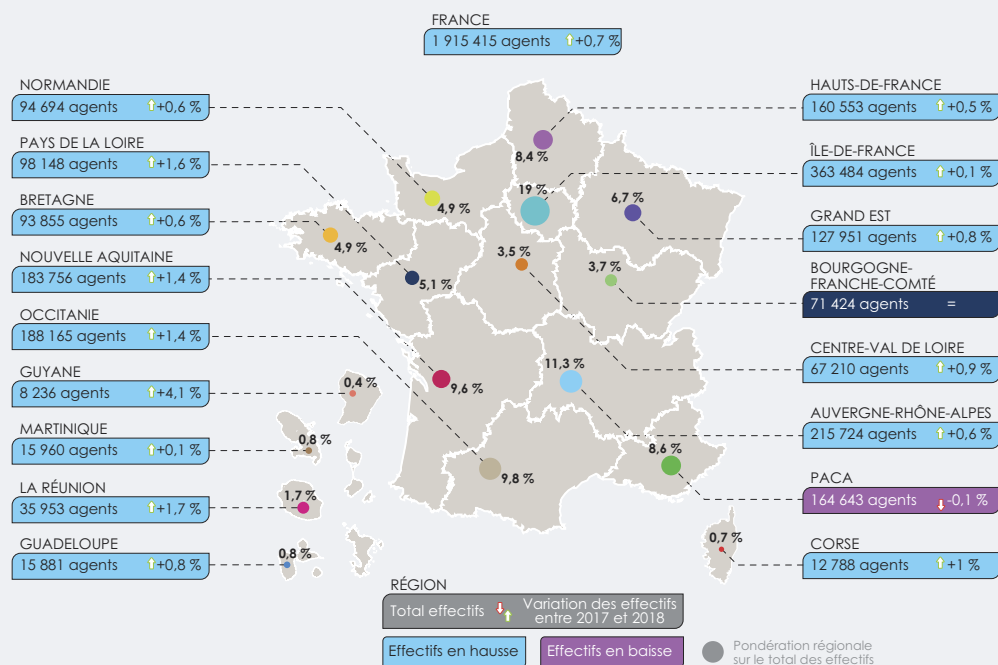 FRANCE
1 915 415 agents +0,7 %
NORMANDIE
94 694 agents +0,6 %
PAYS DE LA LOIRE
98 148 agents +1,6 %
BRETAGNE
93 855 agents +0,6 %
NOUVELLE AQUITAINE
183 756 agents +1,4 %
OCCITANIE
188 165 agents +1,4 %
GUYANE
8 236 agents +4,1 %
MARTINIQUE
15 960 agents +0,1 %
LA RÉUNION
35 953 agents +1,7 %
GUADELOUPE
15 881 agents +0,8 %
8,4 %
19 %
6,7 %
4,9 %
4,9 %
3,5 %
3,7 %
5,1 %
11,3 %
9,6 %
0,4 %
0,8 %
8,6 %
9,8 %
1,7 %
0,7 %
0,8 %
HAUTS-DE-FRANCE
160 553 agents +0,5 %
ÎLE-DE-FRANCE
363 484 agents +0,1 %
GRAND EST
127 951 agents +0,8 %
BOURGOGNE-
FRANCHE-COMTÉ
71 424 agents =
CENTRE-VAL DE LOIRE
67 210 agents +0,9 %
AUVERGNE-RHÔNE-ALPES
215 724 agents +0,6 %
PACA
164 643 agents -0,1 %
CORSE
12 788 agents +1 %
RÉGION
Total effectifs
Variation des effectifs
entre 2017 et 2018
Effectifs en hausse
Effectifs en baisse
Pondération régionale
sur le total des effectifs